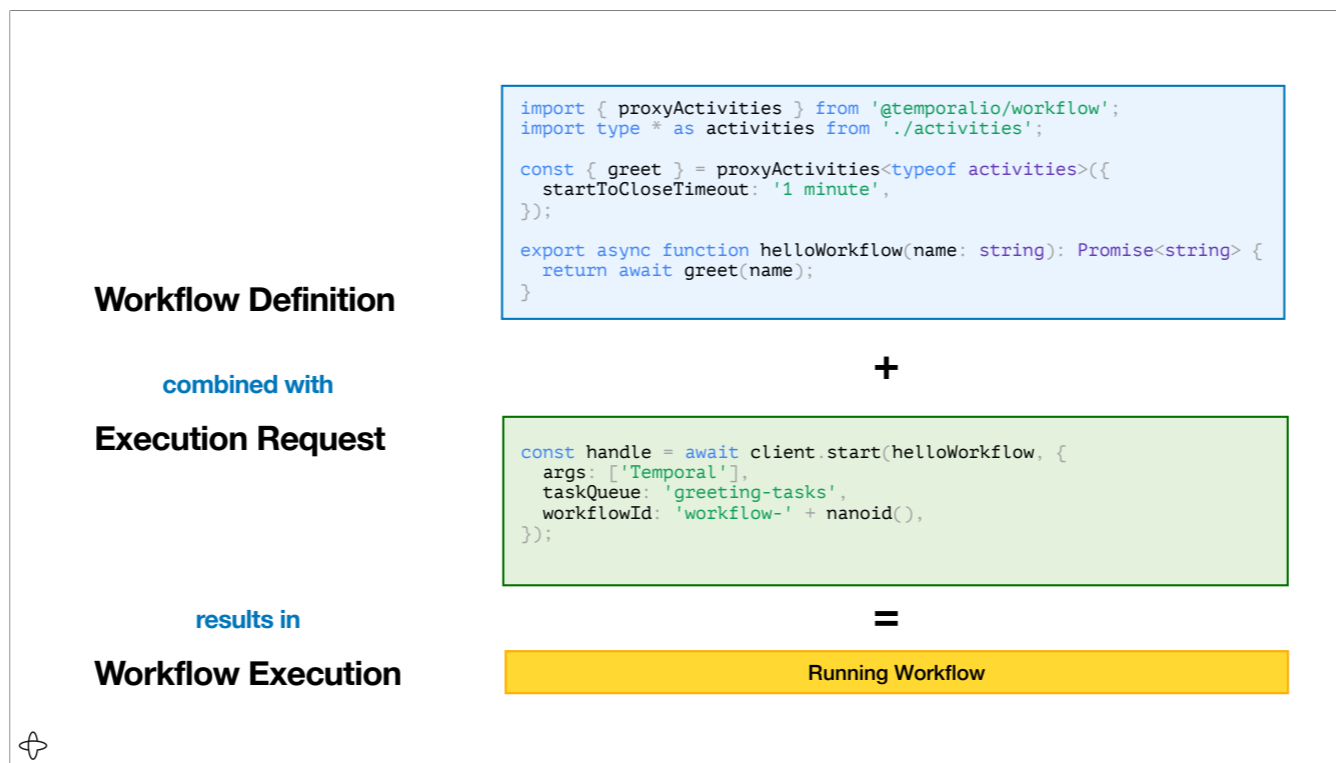 import { proxyActivities } from '@temporalio/workflow';
import type * as activities from './activities';
const { greet } = proxyActivities<typeof activities>({
  startToCloseTimeout: '1 minute',
});
export async function helloWorkflow(name: string): Promise<string> {
  return await greet(name);
}
Workflow Definition
+
combined with
Execution Request
const handle = await client.start(helloWorkflow, {
  args: ['Temporal'],
  taskQueue: 'greeting-tasks',
  workflowId: 'workflow-' + nanoid(),
});
results in
=
Workflow Execution
Running Workflow